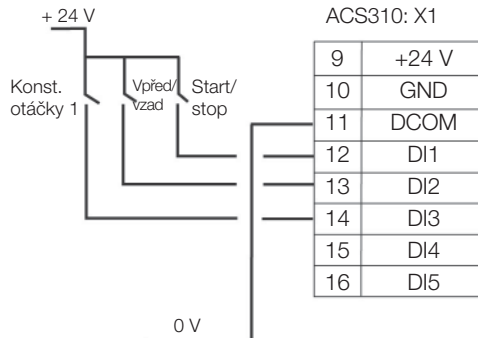 + 24 V
Konst.
otáčky 1
Vpřed/
vzad
Start/
stop
0 V
ACS310: X1
9 +24 V
10 GND
11 DCOM
12 DI1
13 DI2
14 DI3
15 DI4
16 DI5